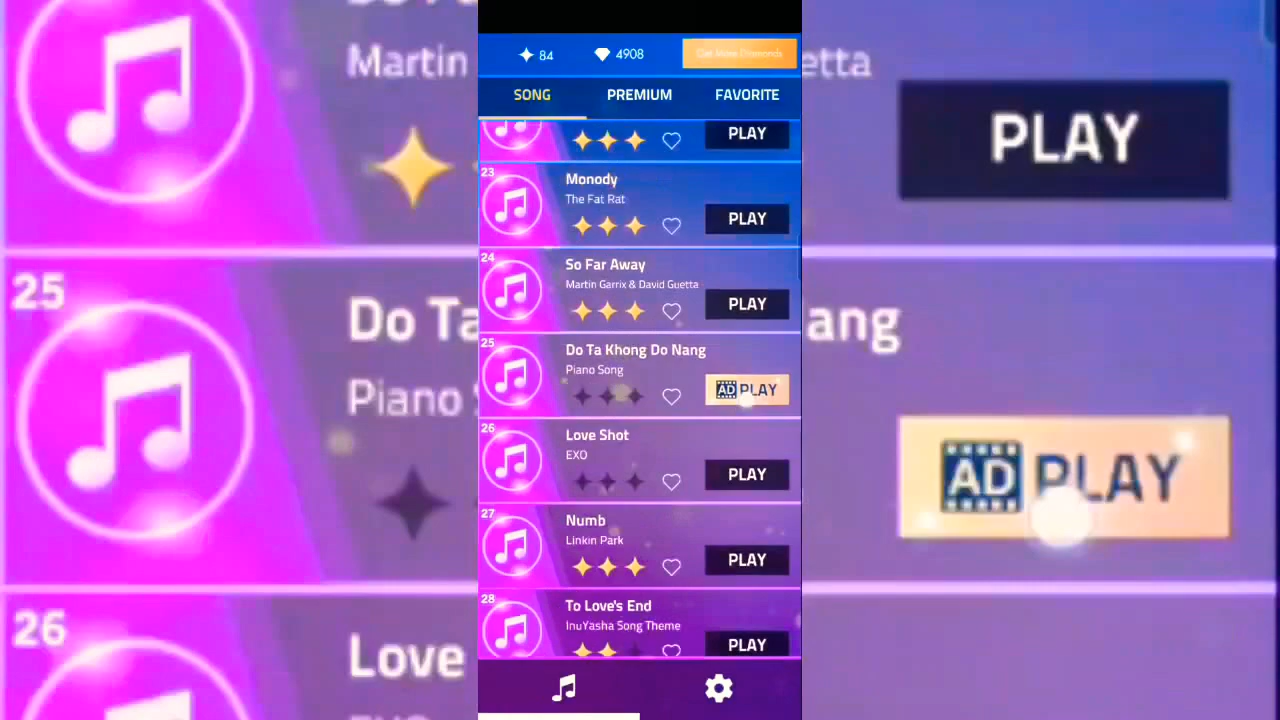 84
4908
Get More Diamonds
SONG
PREMIUM
FAVORITE
PLAY
23
Monody
The Fat Rat
PLAY
24
So Far Away
Martin Garrix & David Guetta
PLAY
25
Do Ta Khong Do Nang
Piano Song
AD PLAY
26
Love Shot
EXO
PLAY
27
Numb
Linkin Park
PLAY
28
To Love's End
InuYasha Song Theme
PLAY
Martin
etta
PLAY
25
Do Ta
ang
Piano S
AD PLAY
26
Love